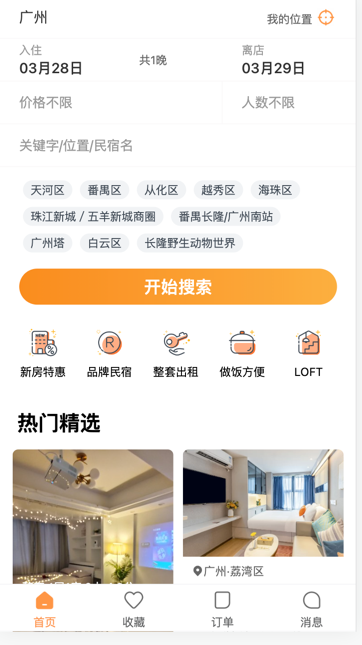 广州 我的位置
入住 离店
03月28日 共1晚 03月29日
价格不限 人数不限
关键字/位置/民宿名
天河区 番禺区 从化区 越秀区 海珠区
珠江新城 / 五羊新城商圈 番禺长隆/广州南站
广州塔 白云区 长隆野生动物世界
开始搜索
NEW R
新房特惠 品牌民宿 整套出租 做饭方便 LOFT
热门精选
广州·荔湾区
首页 收藏 订单 消息